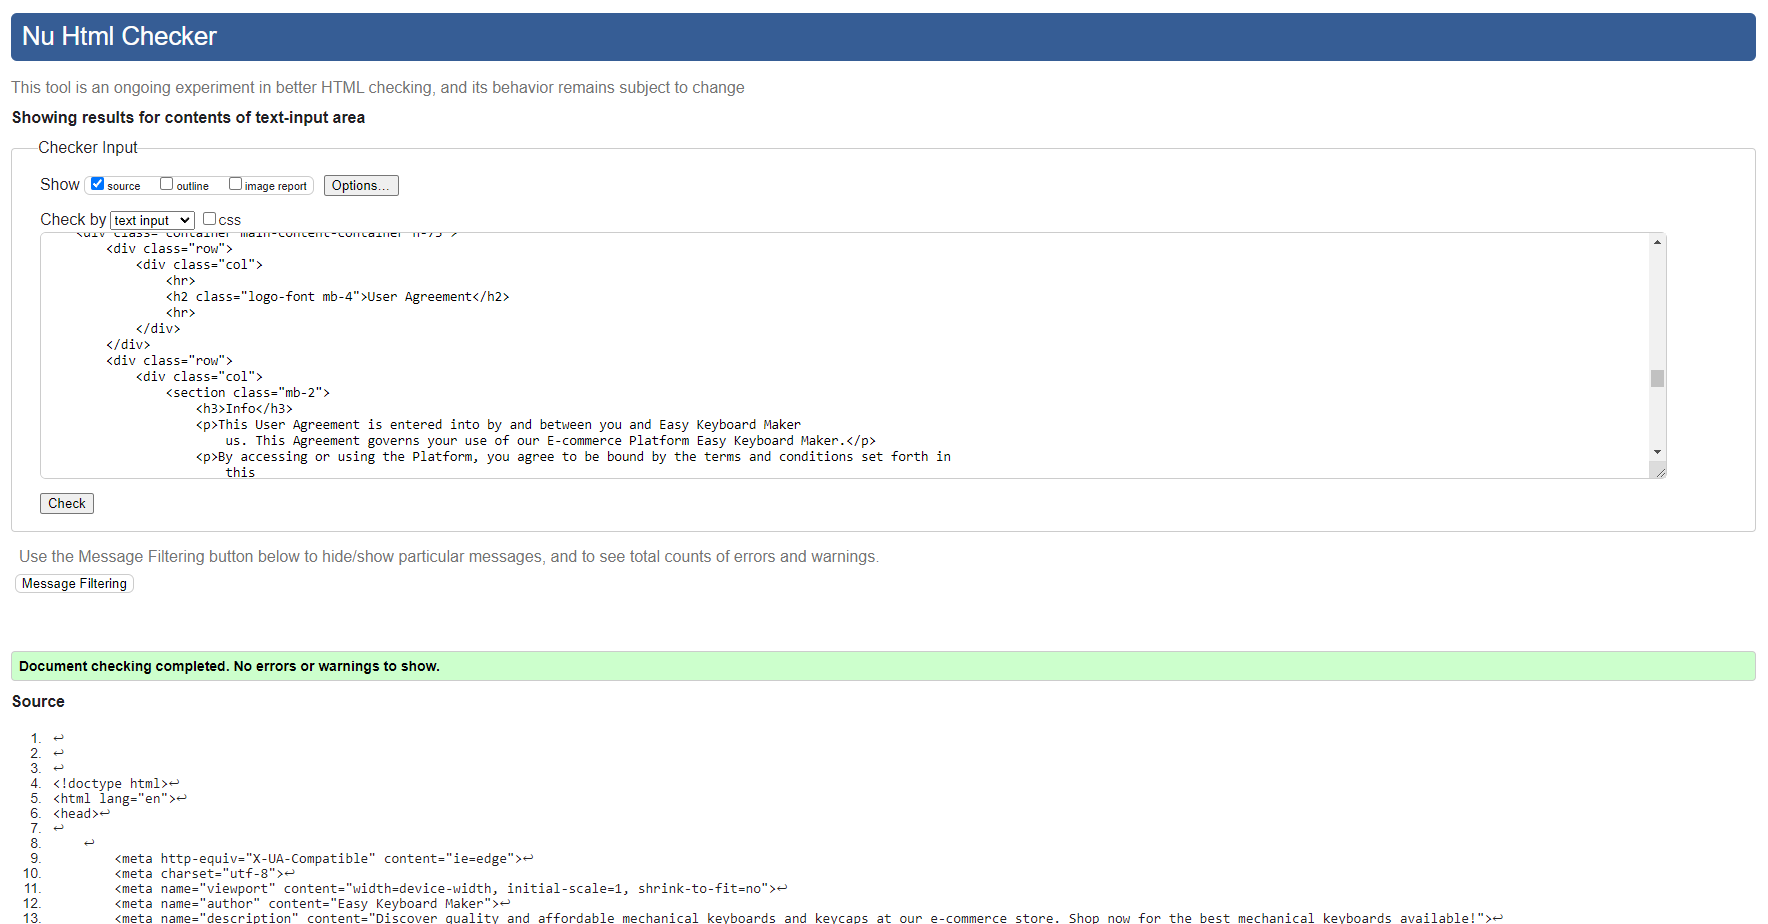 Nu Html Checker
This tool is an ongoing experiment in better HTML checking, and its behavior remains subject to change
Showing results for contents of text-input area
Checker Input
Show source outline image report Options...
Check by text input css
<div class="container main-content-container h-75">
<div class="row">
<div class="col">
<hr>
<h2 class="logo-font mb-4">User Agreement</h2>
<hr>
</div>
</div>
<div class="row">
<div class="col">
<section class="mb-2">
<h3>Info</h3>
<p>This User Agreement is entered into by and between you and Easy Keyboard Maker
us. This Agreement governs your use of our E-commerce Platform Easy Keyboard Maker.</p>
<p>By accessing or using the Platform, you agree to be bound by the terms and conditions set forth in
this
Check
Use the Message Filtering button below to hide/show particular messages, and to see total counts of errors and warnings.
Message Filtering
Document checking completed. No errors or warnings to show.
Source
1. ↩
2. ↩
3. ↩
4. <!doctype html>↩
5. <html lang="en">↩
6. <head>↩
7. ↩
8. ↩
9. <meta http-equiv="X-UA-Compatible" content="ie=edge">↩
10. <meta charset="utf-8">↩
11. <meta name="viewport" content="width=device-width, initial-scale=1, shrink-to-fit=no">↩
12. <meta name="author" content="Easy Keyboard Maker">↩
13. <meta name="description" content="Discover quality and affordable mechanical keyboards and keycaps at our e-commerce store. Shop now for the best mechanical keyboards available!">↩